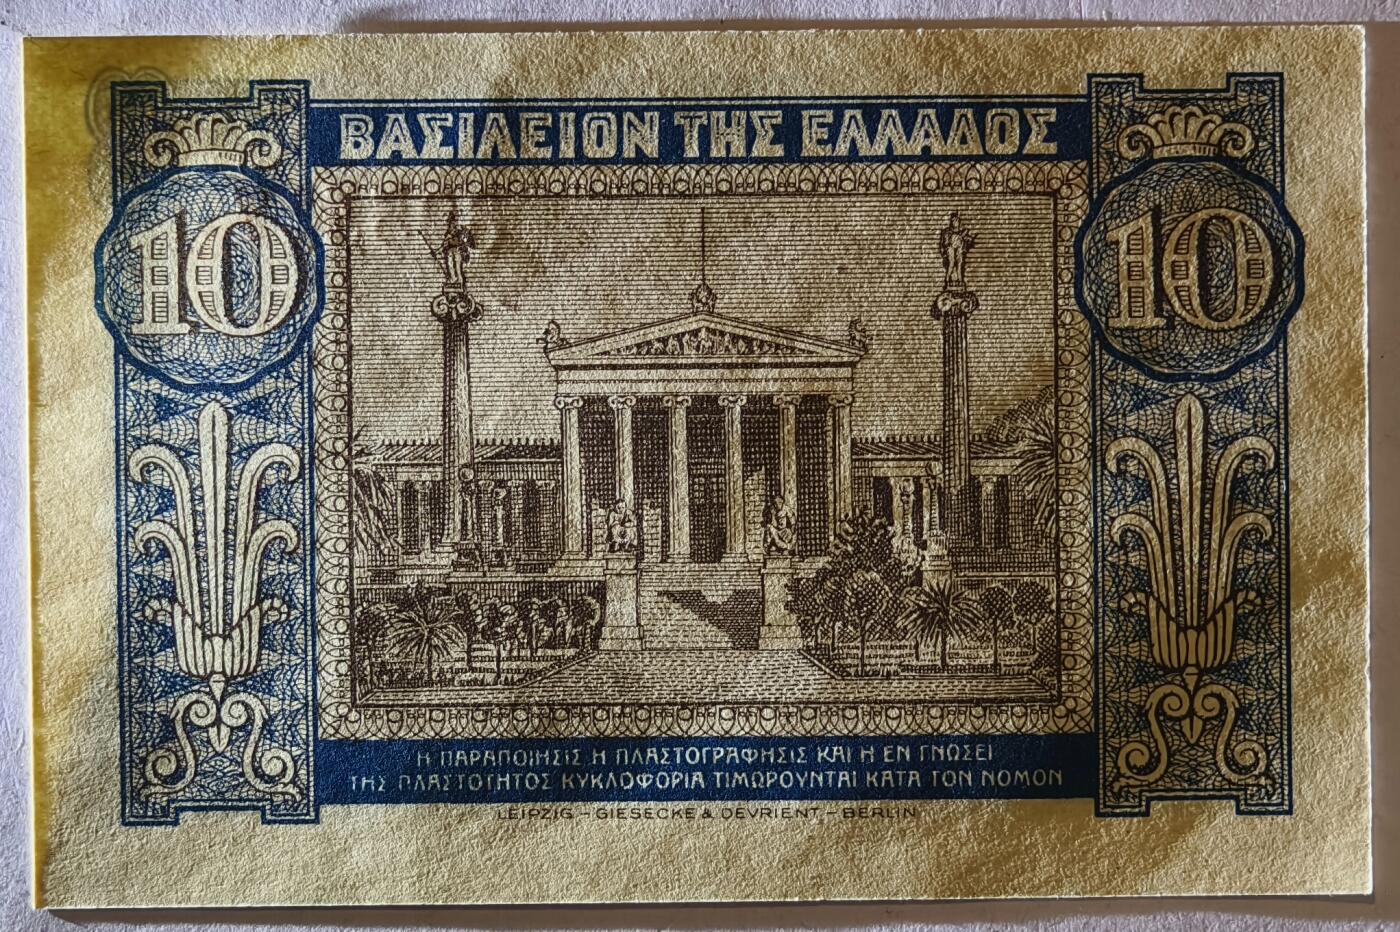 ΒΑΣΙΛΕΙΟΝ ΤΗΣ ΕΛΛΑΔΟΣ
10
10
Η ΠΑΡΑΠΟΙΗΣΙΣ Η ΠΛΑΣΤΟΓΡΑΦΗΣΙΣ ΚΑΙ Η ΕΝ ΓΝΩΣΕΙ
ΤΗΣ ΠΛΑΣΤΟΤΗΤΟΣ ΚΥΚΛΟΦΟΡΙΑ ΤΙΜΩΡΟΥΝΤΑΙ ΚΑΤΑ ΤΟΝ ΝΟΜΟΝ
LEIPZIG - GIESECKE & DEVRIENT - BERLIN